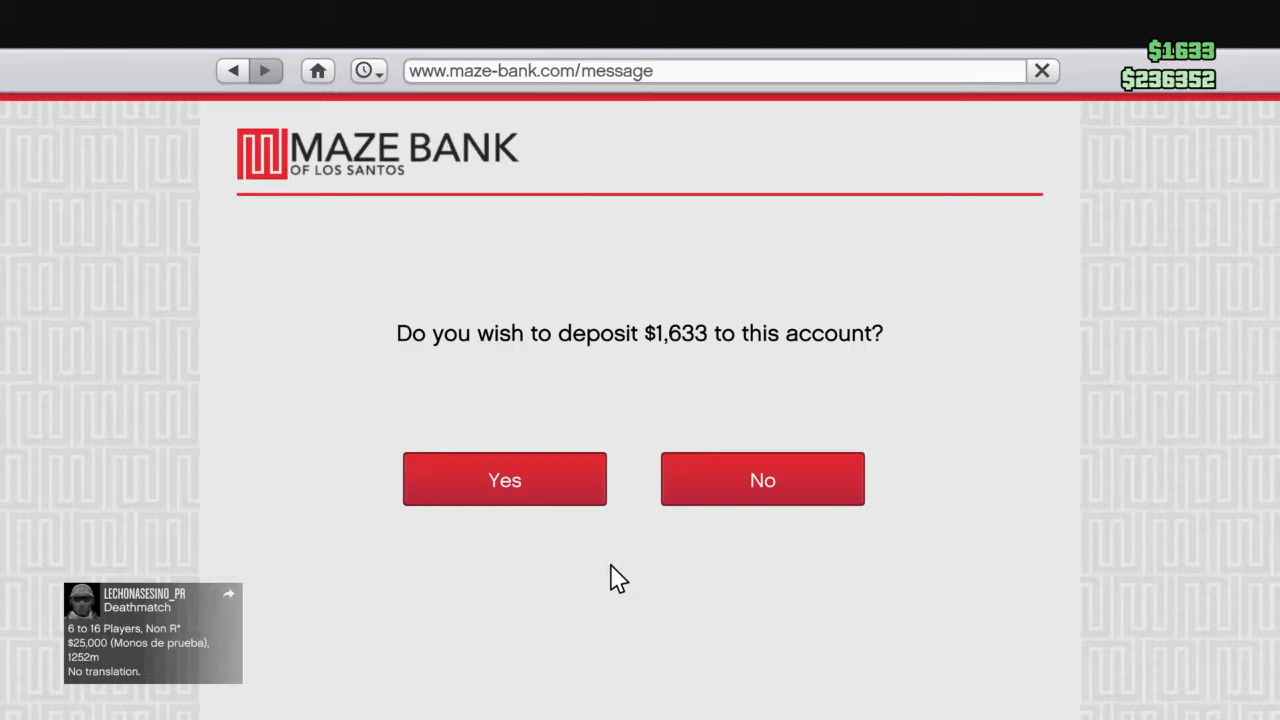 www.maze-bank.com/message
$1633
$236352
MAZE BANK
OF LOS SANTOS
Do you wish to deposit $1,633 to this account?
Yes
No
LECHONASESINO_PR
Deathmatch
6 to 16 Players, Non R*
$25,000 (Monos de prueba),
1252m
No translation.